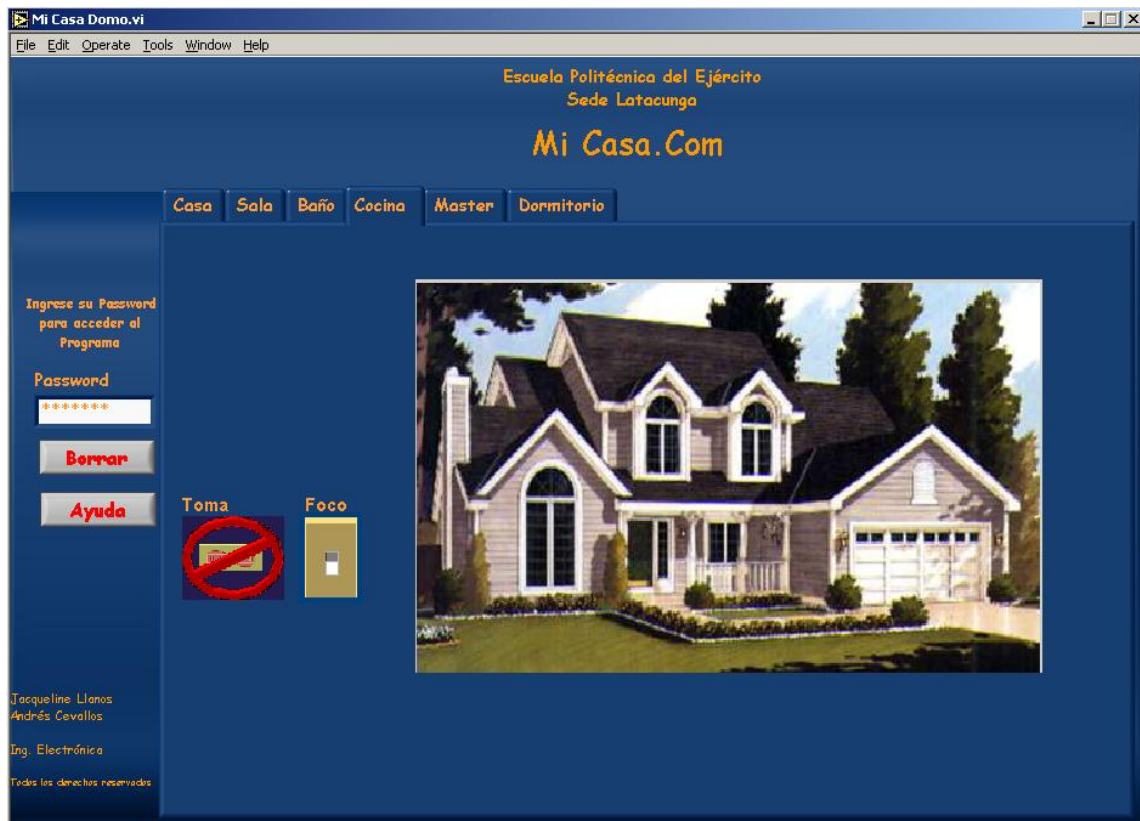 Mi Casa Domo.vi
File Edit Operate Tools Window Help
Escuela Politécnica del Ejército
Sede Latacunga
Mi Casa.Com
Casa Sala Baño Cocina Master Dormitorio
Ingrese su Password
para acceder al
Programa
Password
*******
Borrar
Ayuda
Toma Foco
Jacqueline Llanos
Andrés Cevallos
Ing. Electrónica
Todos los derechos reservados